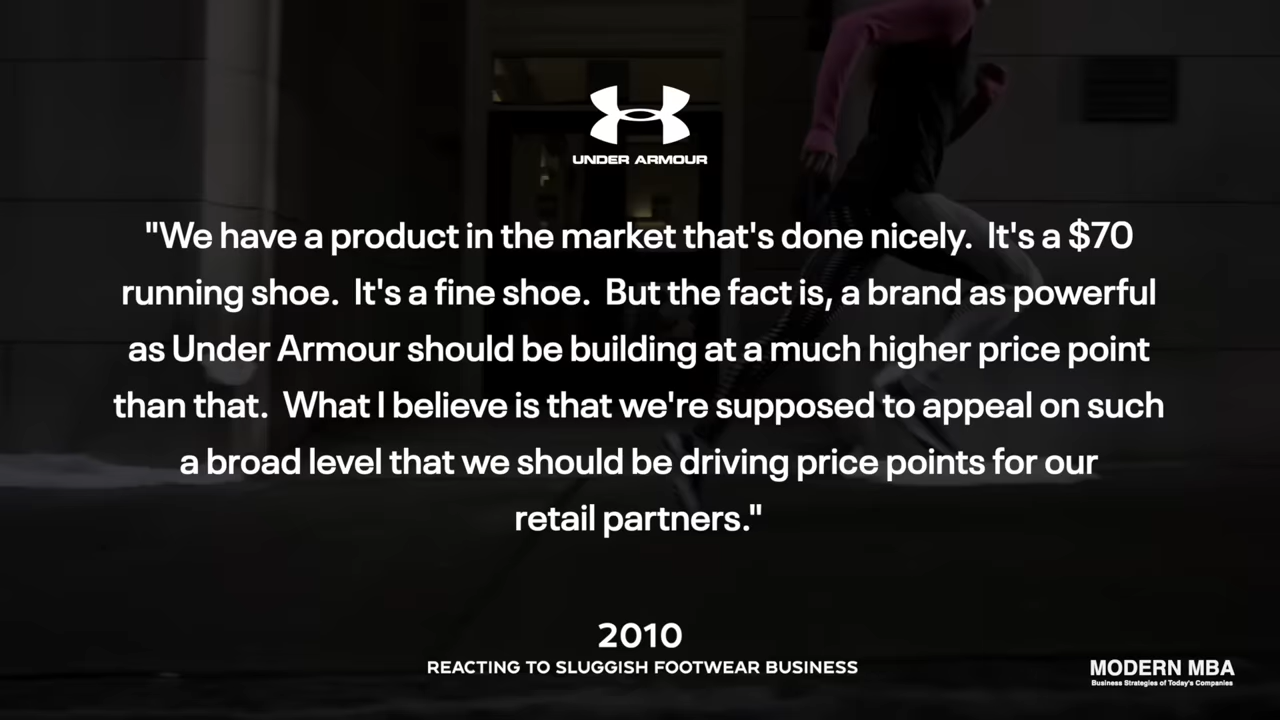 UNDER ARMOUR
"We have a product in the market that's done nicely.  It's a $70
running shoe.  It's a fine shoe.  But the fact is, a brand as powerful
as Under Armour should be building at a much higher price point
than that.  What I believe is that we're supposed to appeal on such
a broad level that we should be driving price points for our
retail partners."
2010
REACTING TO SLUGGISH FOOTWEAR BUSINESS
MODERN MBA
Business Strategies of Today's Companies